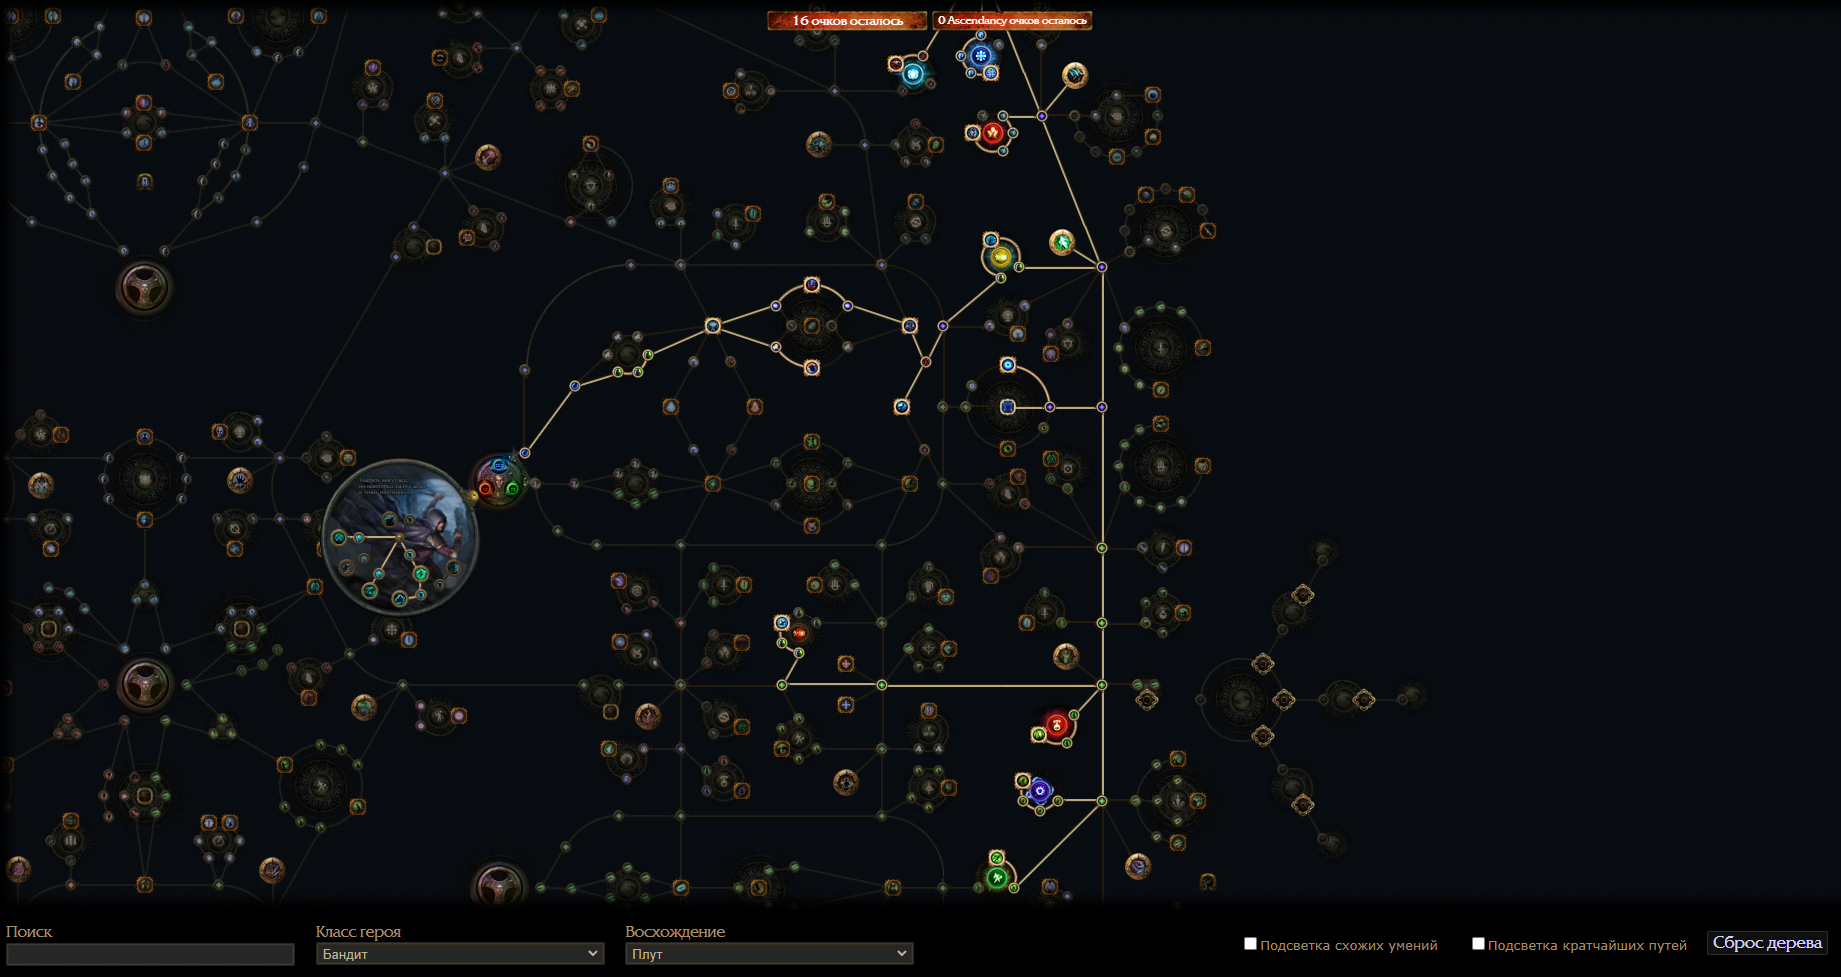 16 очков осталось
0 Ascendancy очков осталось
Поиск
Класс героя
Бандит
Восхождение
Плут
Подсветка схожих умений
Подсветка кратчайших путей
Сброс дерева